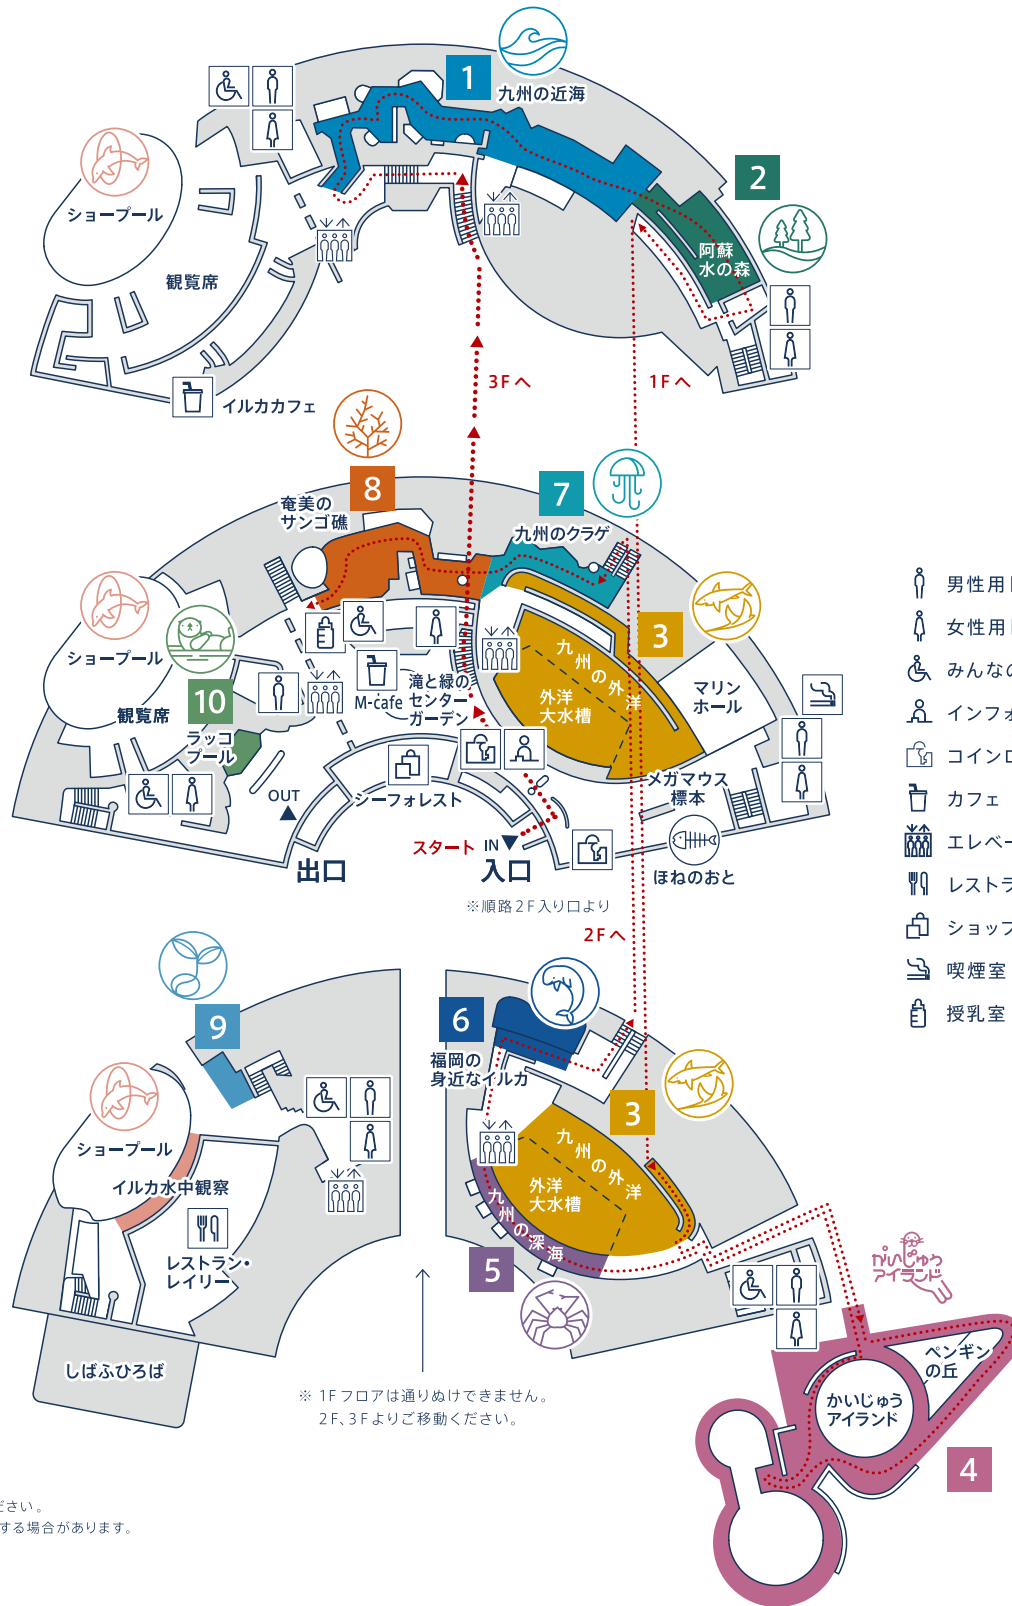 1
九州の近海
2
阿蘇
水の森
ショープール
観覧席
イルカカフェ
3Fへ
1Fへ
8
奄美の
サンゴ礁
7
九州のクラゲ
3
九州の外洋
外洋
大水槽
マリン
ホール
ショープール
観覧席
10
ラッコ
プール
M-cafe
滝と緑の
センター
ガーデン
シーフォレスト
メガマウス
標本
ほねのおと
OUT
出口
スタート
IN
入口
※順路2F入り口より
2Fへ
男性用
女性用
みんなの
インフォ
コインロ
カフェ
エレベー
レストラ
ショップ
喫煙室
授乳室
9
ショープール
イルカ水中観察
レストラン・
レイリー
しばふひろば
6
福岡の
身近なイルカ
3
九州の外洋
外洋
大水槽
九州の深海
5
かいじゅう
アイランド
ペンギン
の丘
かいじゅう
アイランド
4
※ 1Fフロアは通りぬけできません。
2F、3Fよりご移動ください。
ださい。
する場合があります。